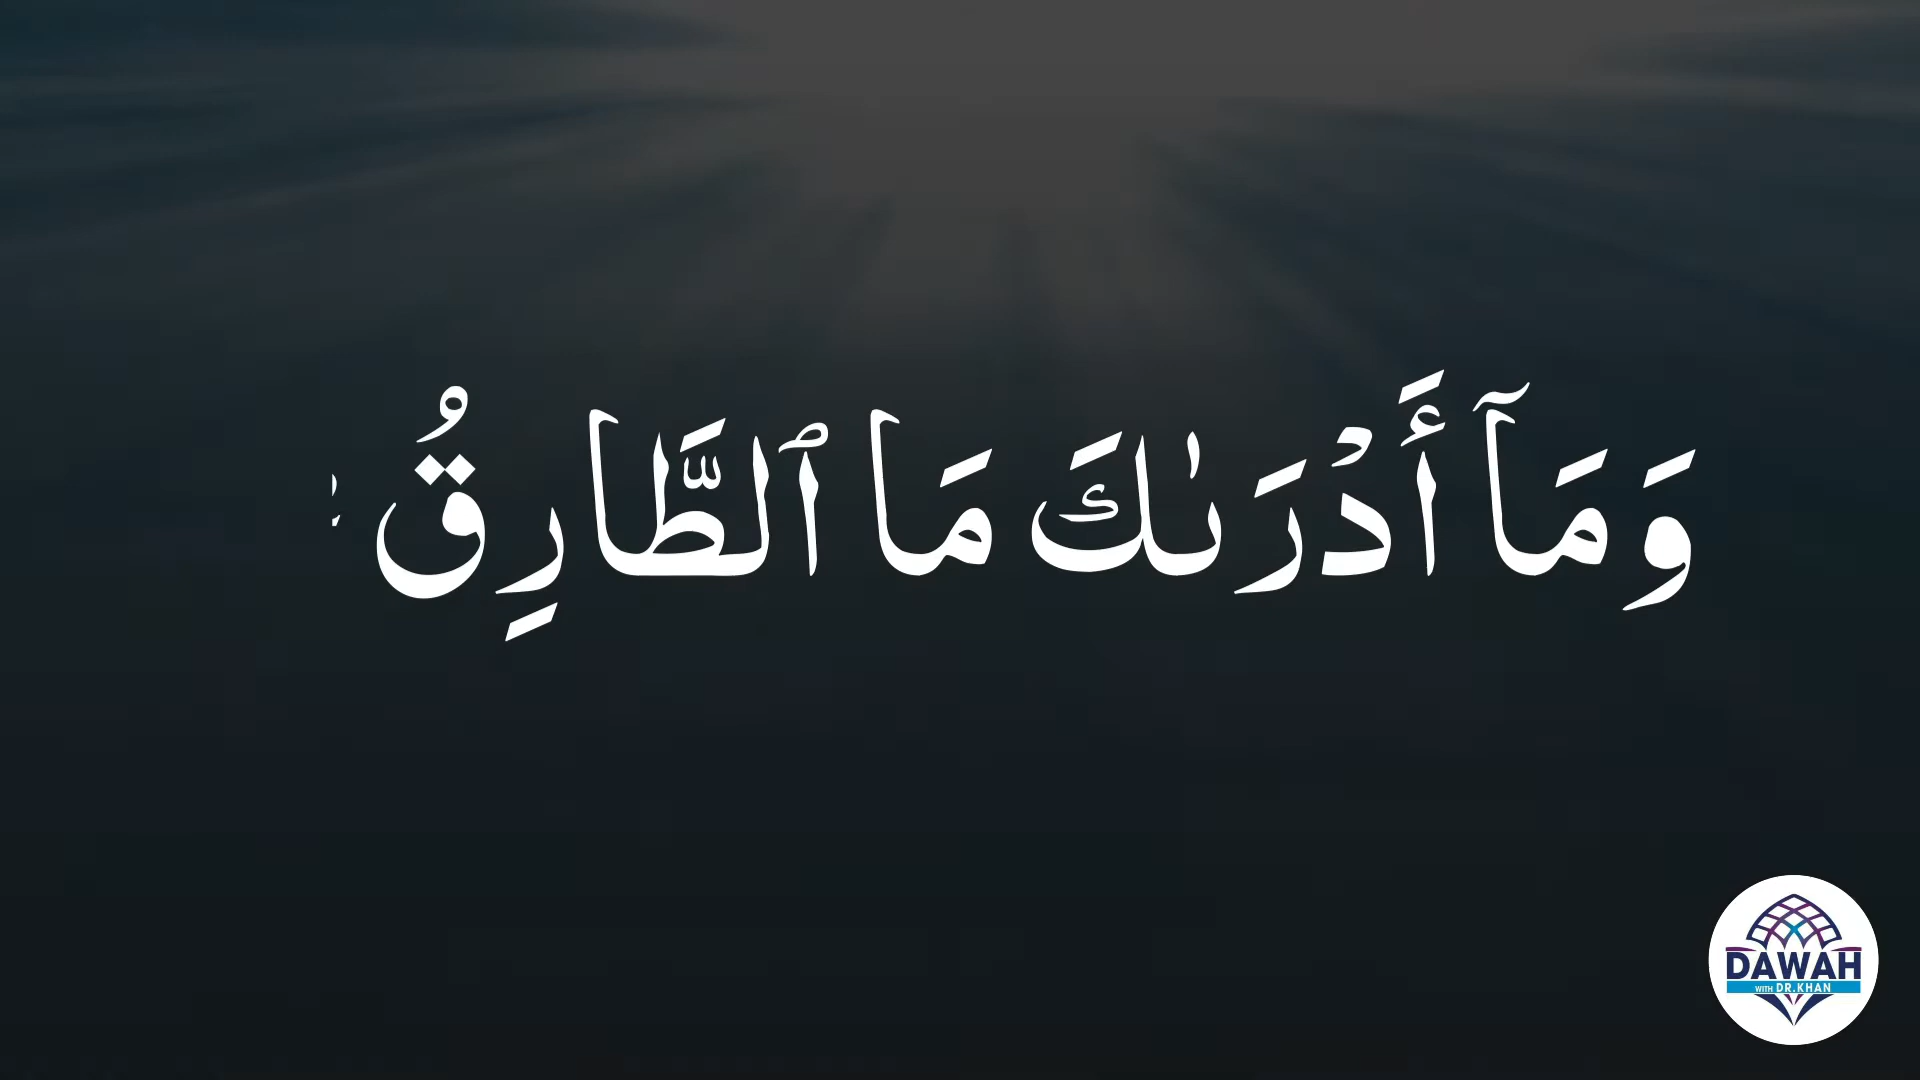 وَمَآ أَدْرَىٰكَ مَا ٱلطَّارِقُ
DAWAH
WITH DR.KHAN